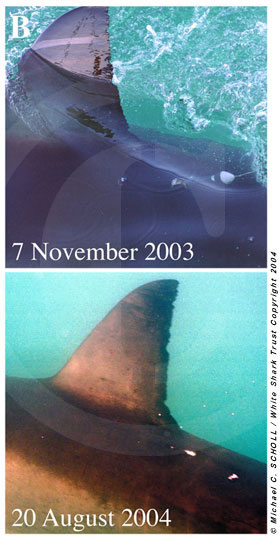 B
7 November 2003
20 August 2004
© Michael C. SCHOLL / White Shark Trust Copyright 2004